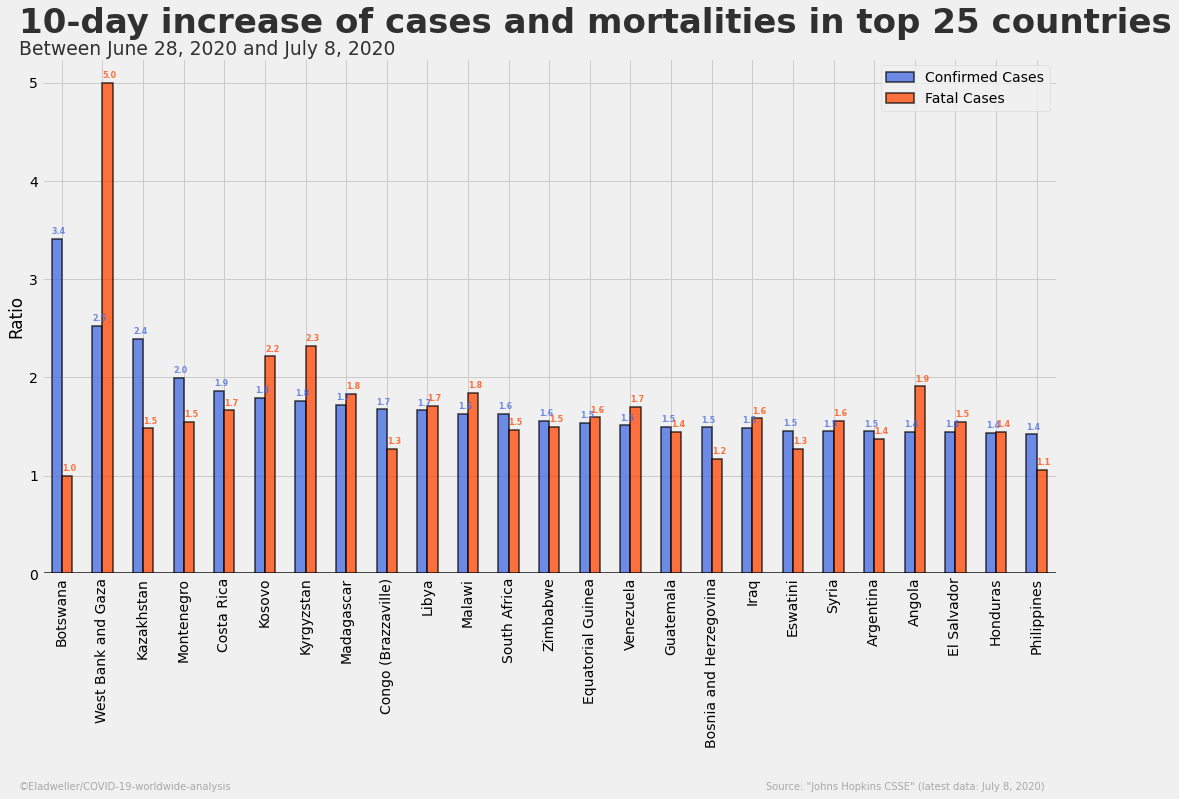 10-day increase of cases and mortalities in top 25 countries
Between June 28, 2020 and July 8, 2020
Confirmed Cases
Fatal Cases
Ratio
5
4
3
2
1
0
3.4
1.0
5.0
2.4
1.5
2.0
1.5
1.9
1.7
2.2
2.3
1.8
1.7
1.3
1.7
1.7
1.8
1.6
1.5
1.6
1.5
1.5
1.6
1.7
1.5
1.4
1.5
1.2
1.6
1.5
1.3
1.6
1.5
1.4
1.9
1.5
1.4
1.4
1.4
1.1
Botswana
West Bank and Gaza
Kazakhstan
Montenegro
Costa Rica
Kosovo
Kyrgyzstan
Madagascar
Congo (Brazzaville)
Libya
Malawi
South Africa
Zimbabwe
Equatorial Guinea
Venezuela
Guatemala
Bosnia and Herzegovina
Iraq
Eswatini
Syria
Argentina
Angola
El Salvador
Honduras
Philippines
©Eladweller/COVID-19-worldwide-analysis
Source: "Johns Hopkins CSSE" (latest data: July 8, 2020)